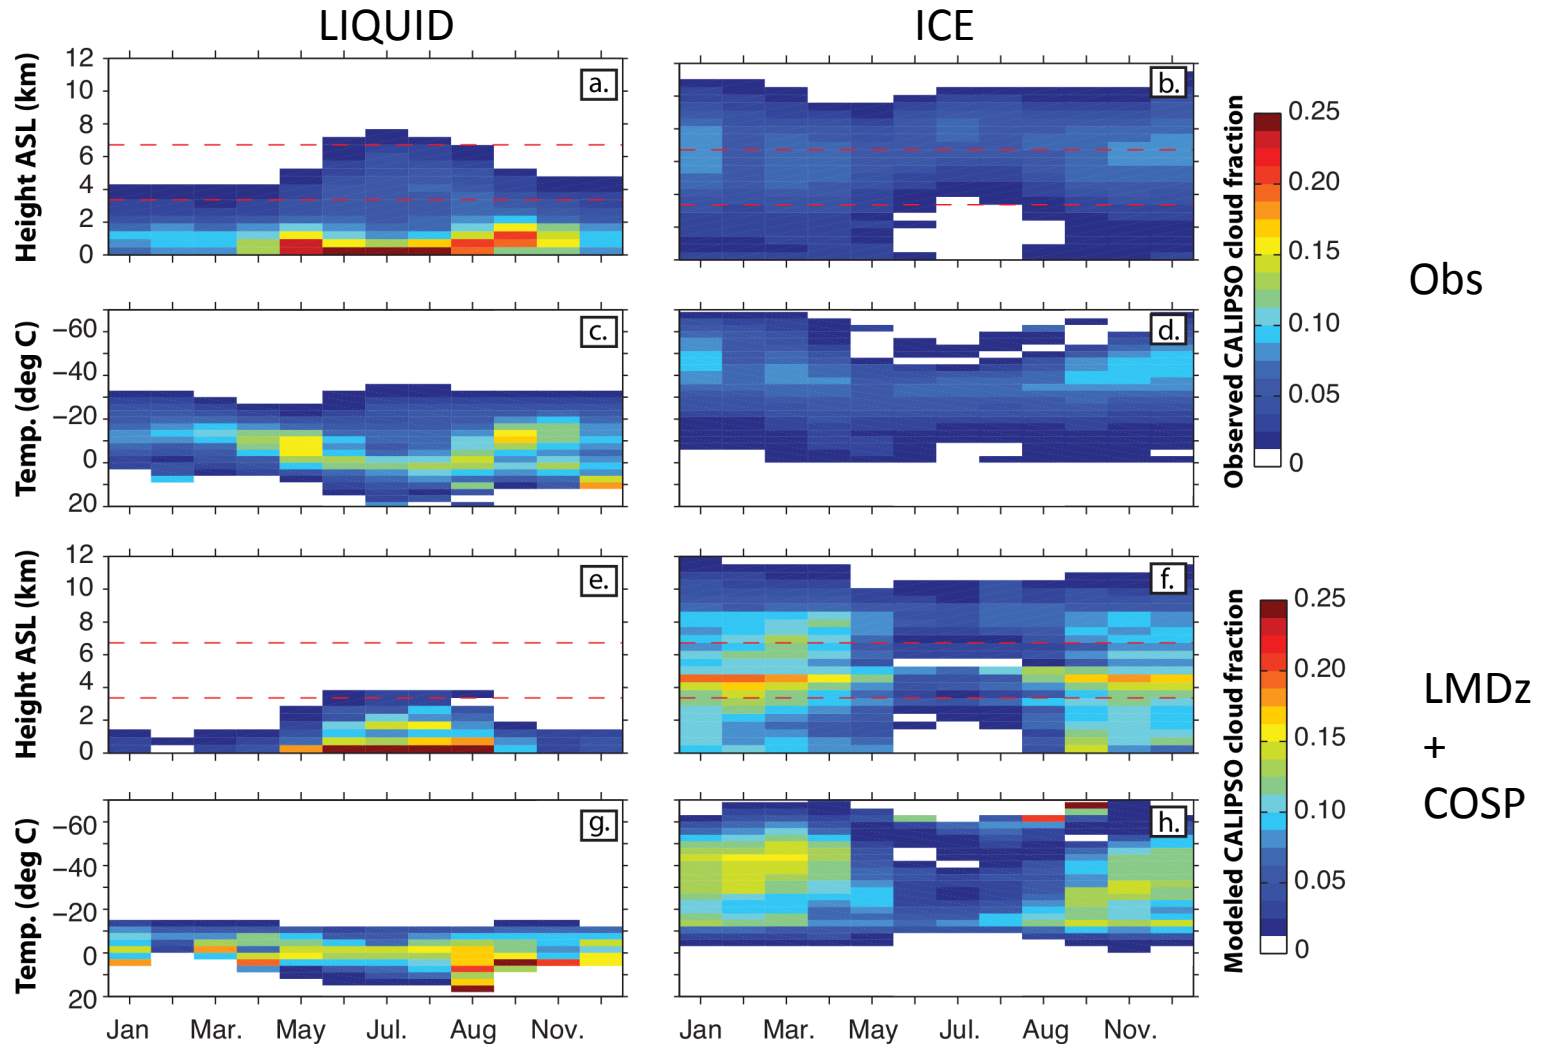 LIQUID
ICE
Height ASL (km)
12
10
8
6
4
2
0
a.
b.
Temp. (deg C)
−60
−40
−20
0
20
c.
d.
Observed CALIPSO cloud fraction
0.25
0.20
0.15
0.10
0.05
0
Obs
Height ASL (km)
12
10
8
6
4
2
0
e.
f.
Temp. (deg C)
−60
−40
−20
0
20
g.
h.
Modeled CALIPSO cloud fraction
0.25
0.20
0.15
0.10
0.05
0
LMDz
+
COSP
Jan Mar. May Jul. Aug Nov.
Jan Mar. May Jul. Aug Nov.